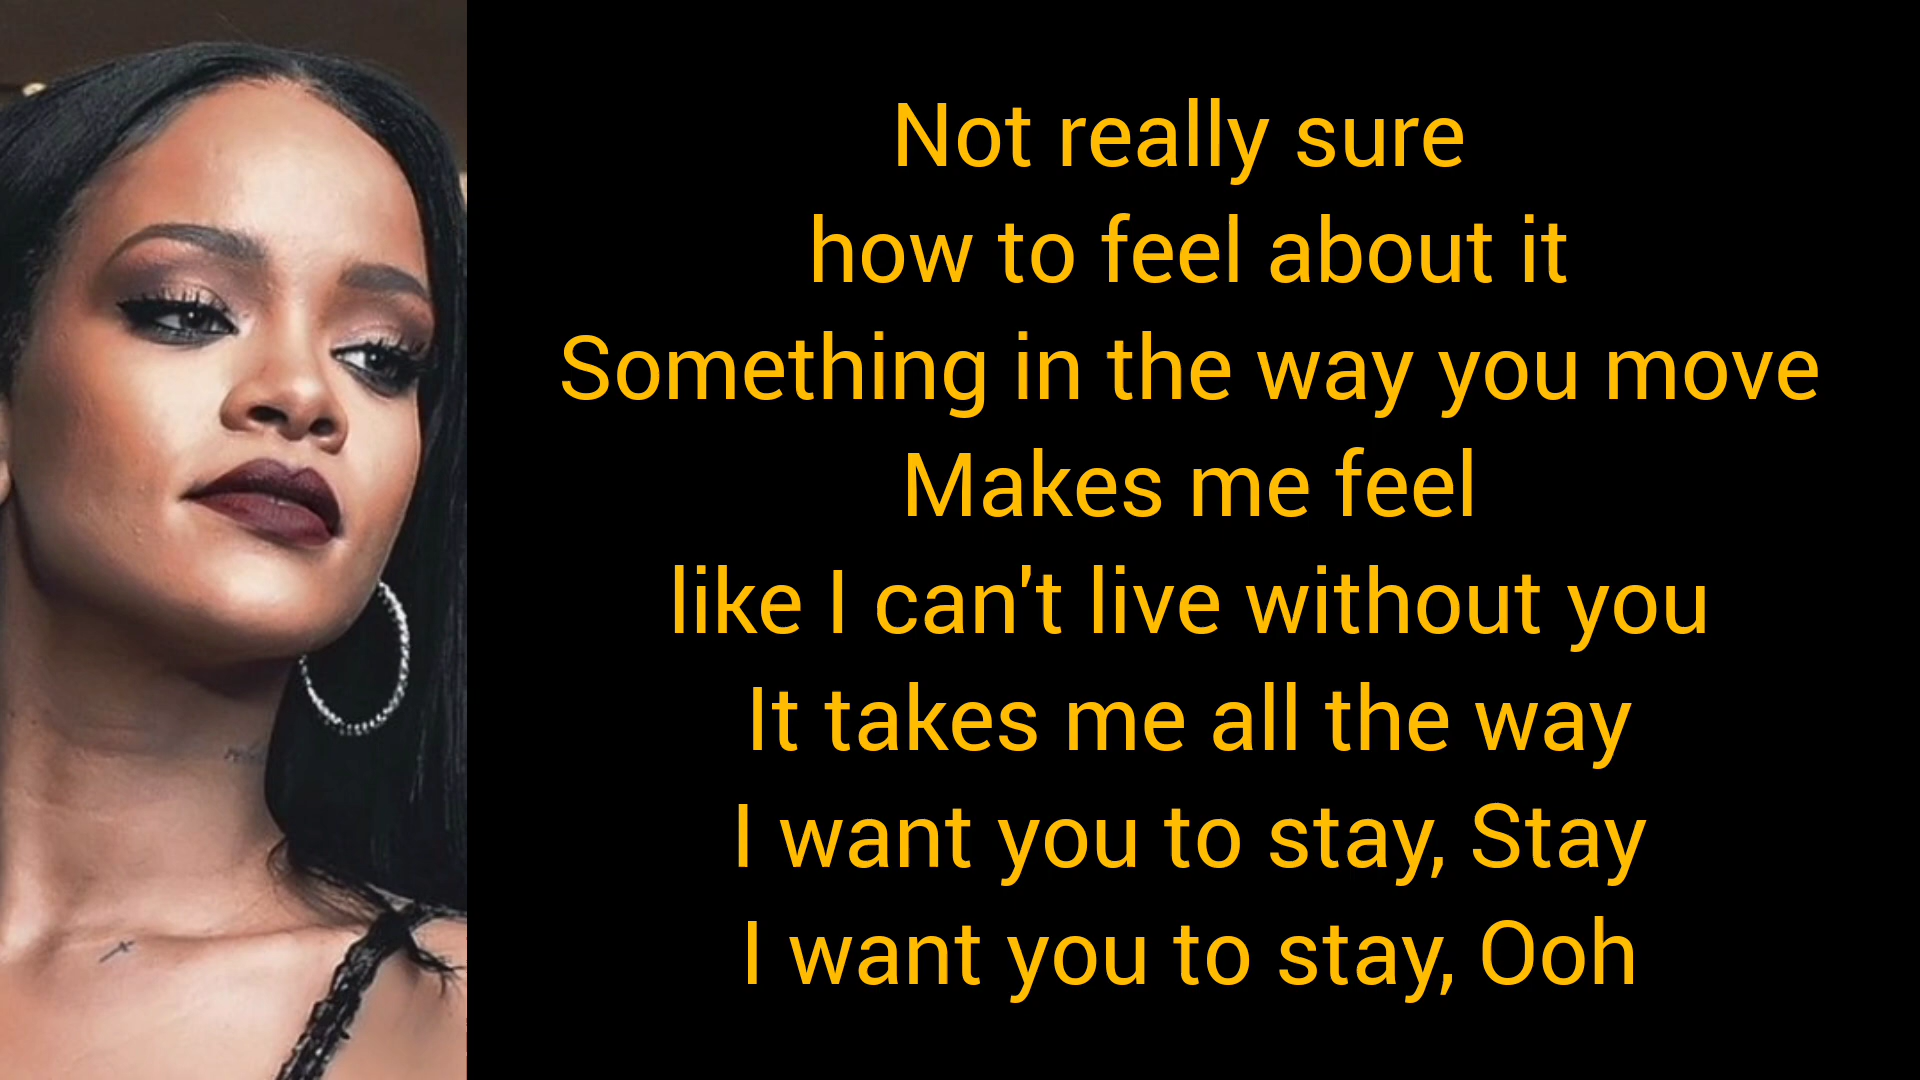 Not really sure
how to feel about it
Something in the way you move
Makes me feel
like I can't live without you
It takes me all the way
I want you to stay, Stay
I want you to stay, Ooh